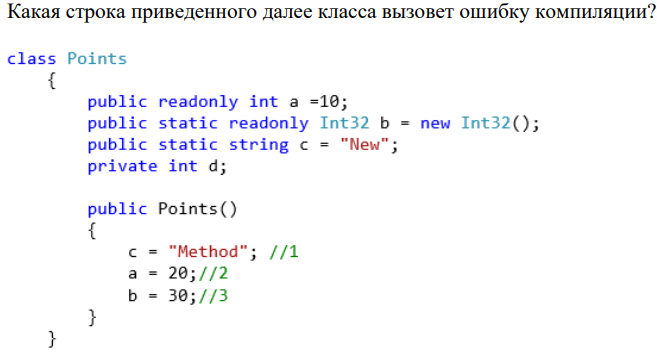 Какая строка приведенного далее класса вызовет ошибку компиляции?
class Points
{
public readonly int a =10;
public static readonly Int32 b = new Int32();
public static string c = "New";
private int d;
public Points()
{
c = "Method"; //1
a = 20;//2
b = 30;//3
}
}